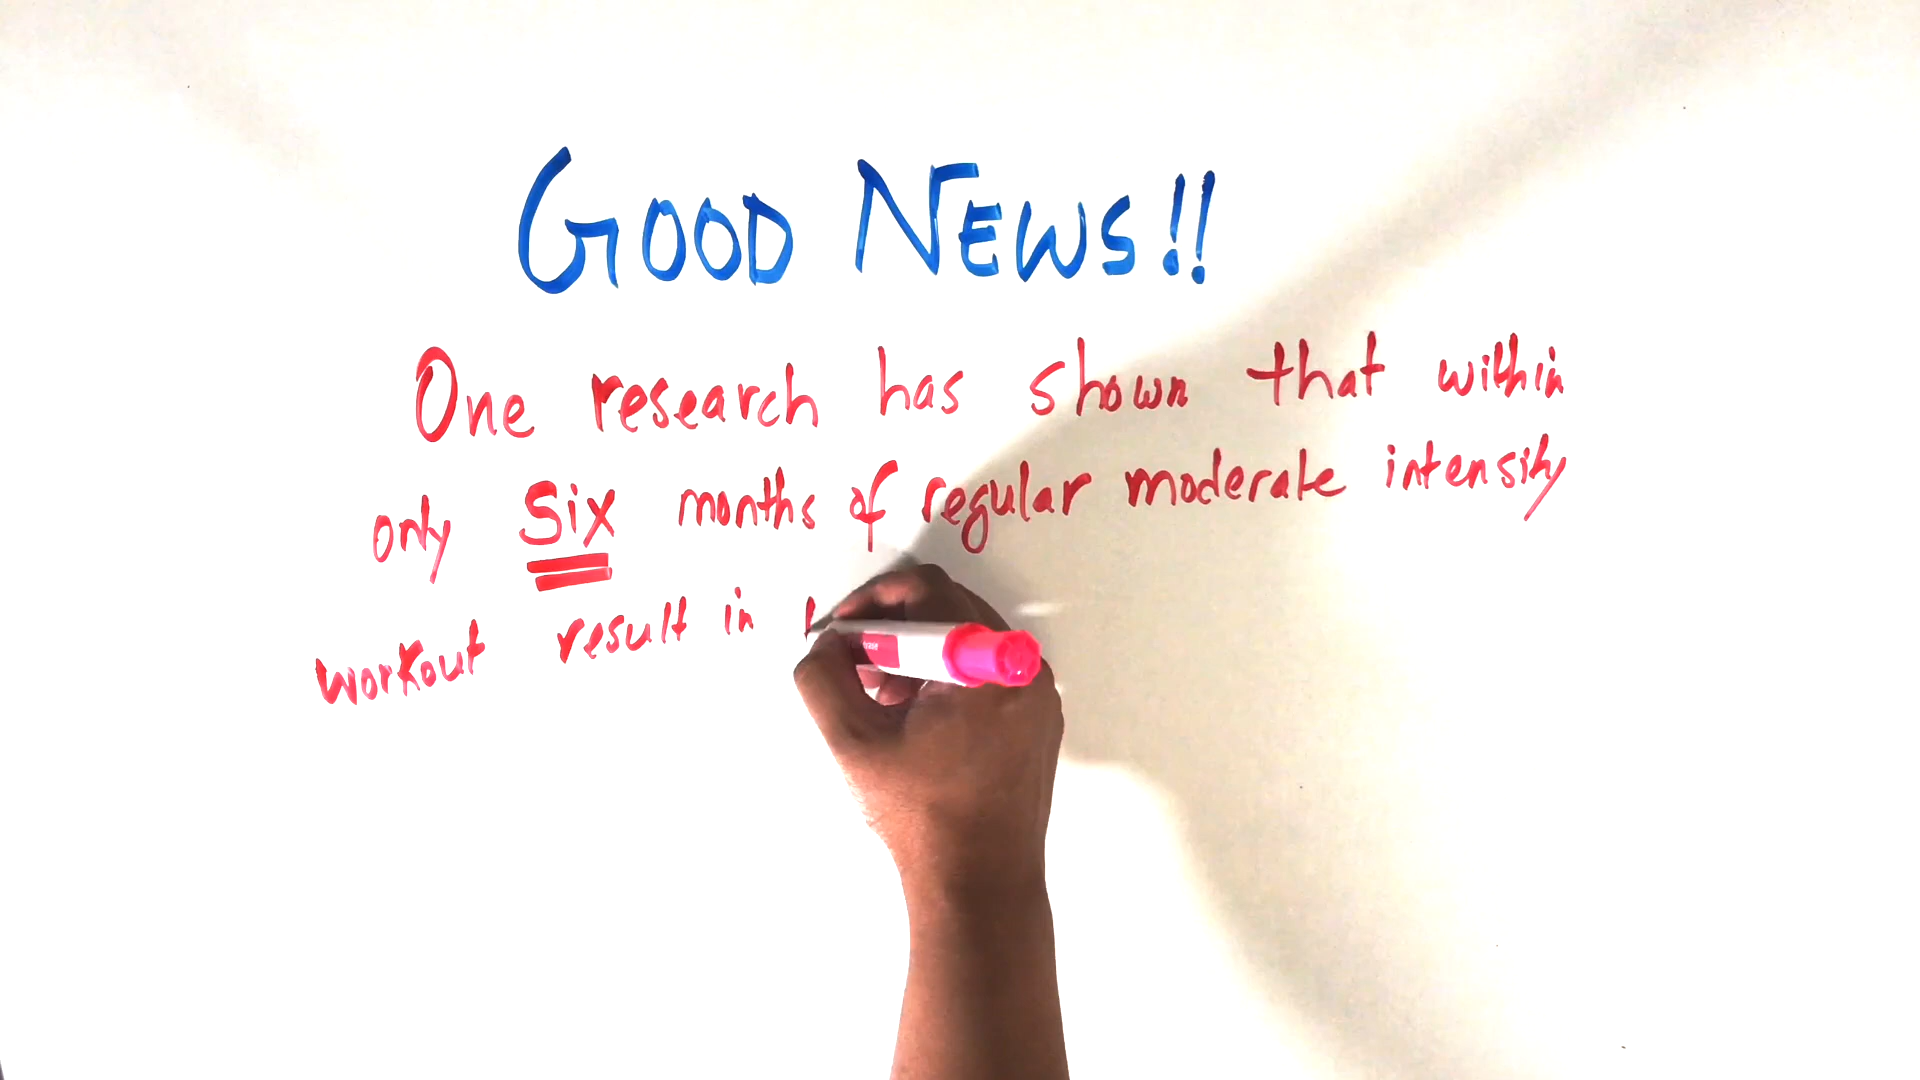 GOOD NEWS!!
One research has shown that within
only Six months of regular moderate intensity
workout result in